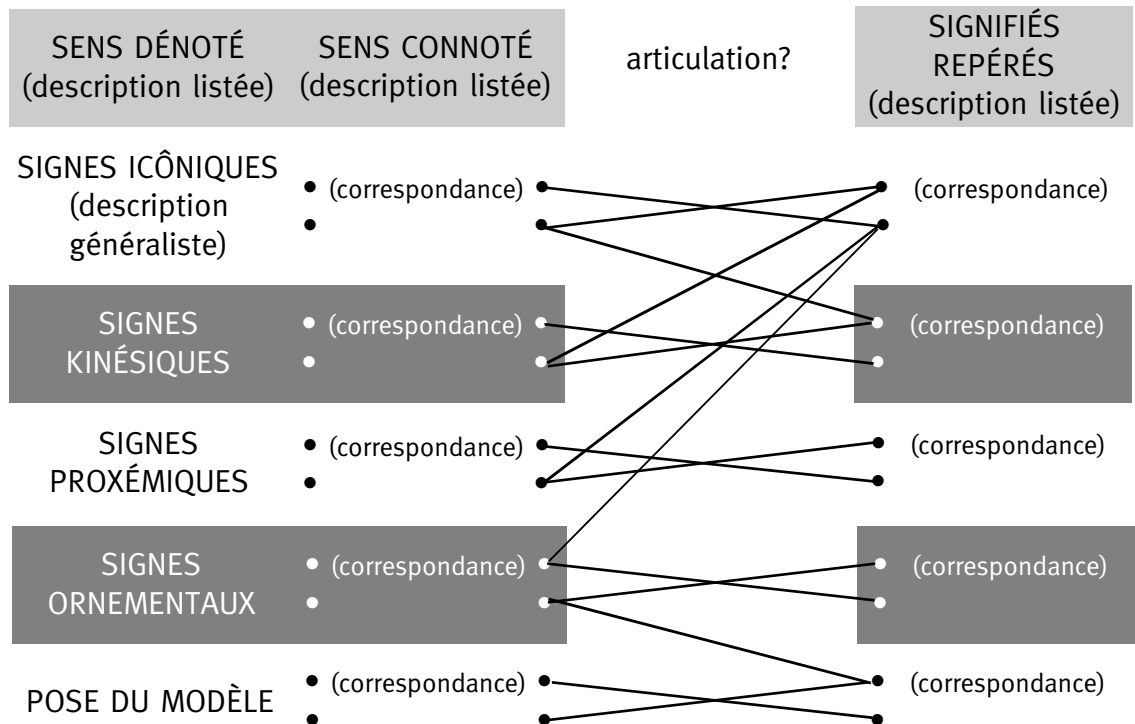 SENS DÉNOTÉ
(description listée)
SENS CONNOTÉ
(description listée)
articulation?
SIGNIFIÉS
REPÉRÉS
(description listée)
SIGNES ICÔNIQUES
(description
généraliste)
(correspondance)
(correspondance)
SIGNES
KINÉSIQUES
(correspondance)
(correspondance)
SIGNES
PROXÉMIQUES
(correspondance)
(correspondance)
SIGNES
ORNEMENTAUX
(correspondance)
(correspondance)
POSE DU MODÈLE
(correspondance)
(correspondance)